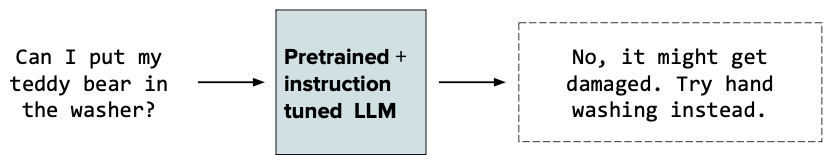 Can I put my
teddy bear in
the washer?
Pretrained +
instruction
tuned LLM
No, it might get
damaged. Try hand
washing instead.